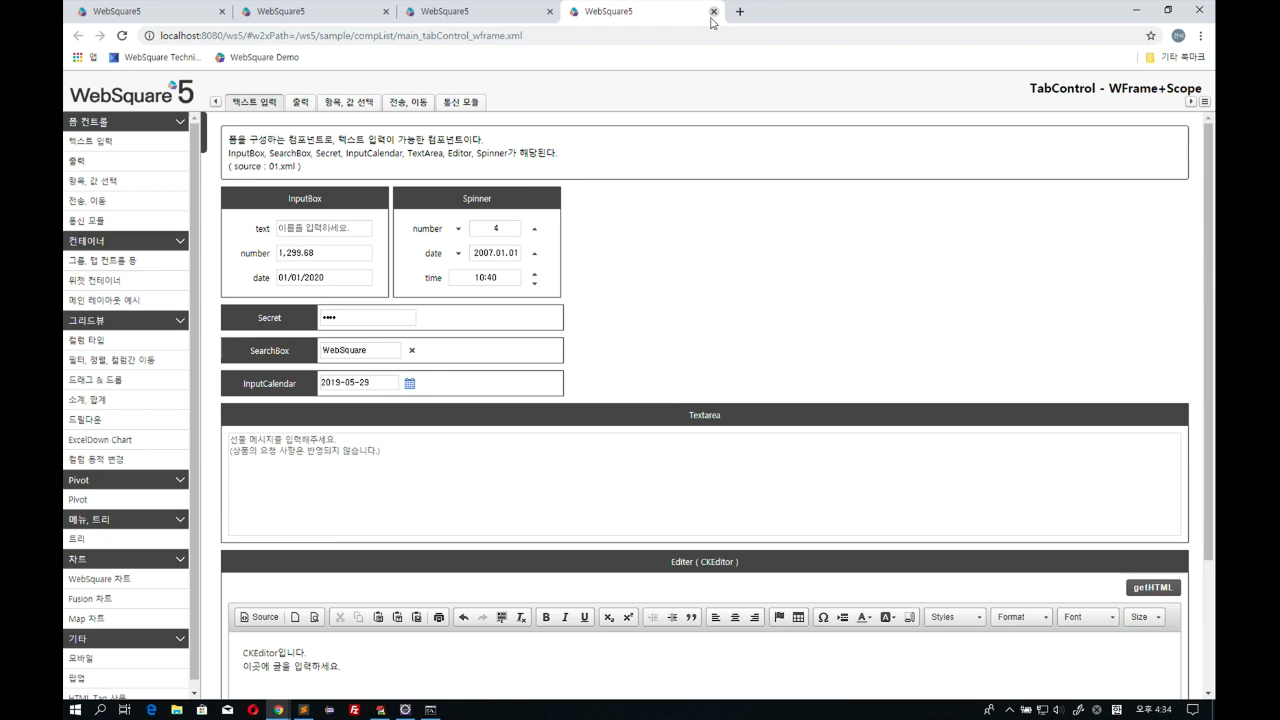 WebSquare5
WebSquare5
WebSquare5
WebSquare5
localhost:8080/ws5/#w2xPath=/ws5/sample/compList/main_tabControl_wframe.xml
앱
WebSquare Techni...
WebSquare Demo
기타 북마크
WebSquare 5
TabControl - WFrame+Scope
텍스트 입력
출력
항목, 값 선택
전송, 이동
통신 모듈
폼 컨트롤
텍스트 입력
출력
항목, 값 선택
전송, 이동
통신 모듈
컨테이너
그룹, 탭 컨트롤 등
위젯 컨테이너
메인 레이아웃 예시
그리드뷰
컬럼 타입
필터, 정렬, 컬럼간 이동
드래그 & 드롭
소계, 합계
드릴다운
ExcelDown Chart
컬럼 동적 변경
Pivot
Pivot
메뉴, 트리
트리
차트
WebSquare 차트
Fusion 차트
Map 차트
기타
모바일
팝업
HTML Tag 사용
폼을 구성하는 컴포넌트로, 텍스트 입력이 가능한 컴포넌트이다.
InputBox, SearchBox, Secret, InputCalendar, TextArea, Editor, Spinner가 해당된다.
( source : 01.xml )
InputBox
text 이름을 입력하세요.
number 1,299.68
date 01/01/2020
Spinner
number 4
date 2007.01.01
time 10:40
Secret ••••
SearchBox WebSquare
InputCalendar 2019-05-29
Textarea
선물 메시지를 입력해주세요.
(상품의 요청 사항은 반영되지 않습니다.)
Editor ( CKEditor )
getHTML
Source
B I U
Styles Format Font Size
CKEditor입니다.
이곳에 글을 입력하세요.
오후 4:34